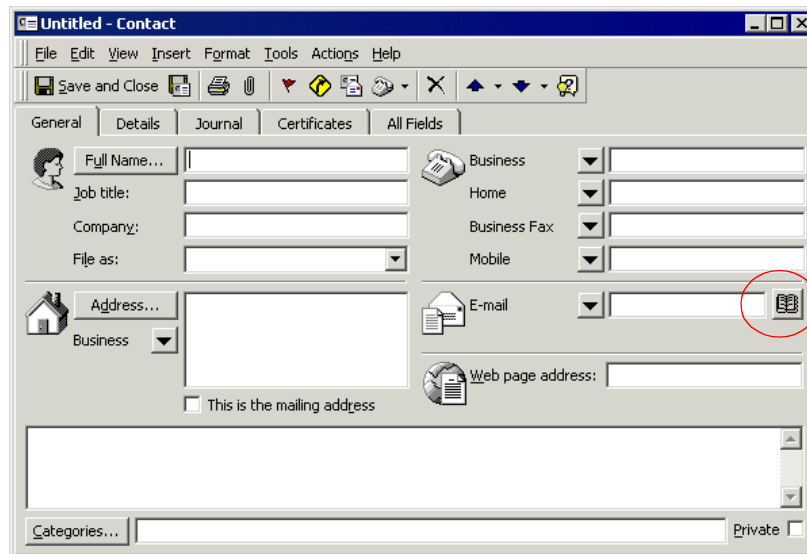 Untitled - Contact
File Edit View Insert Format Tools Actions Help
Save and Close
General Details Journal Certificates All Fields
Full Name... Business
Job title: Home
Company: Business Fax
File as: Mobile
Address... E-mail
Business
Web page address:
This is the mailing address
Categories... Private